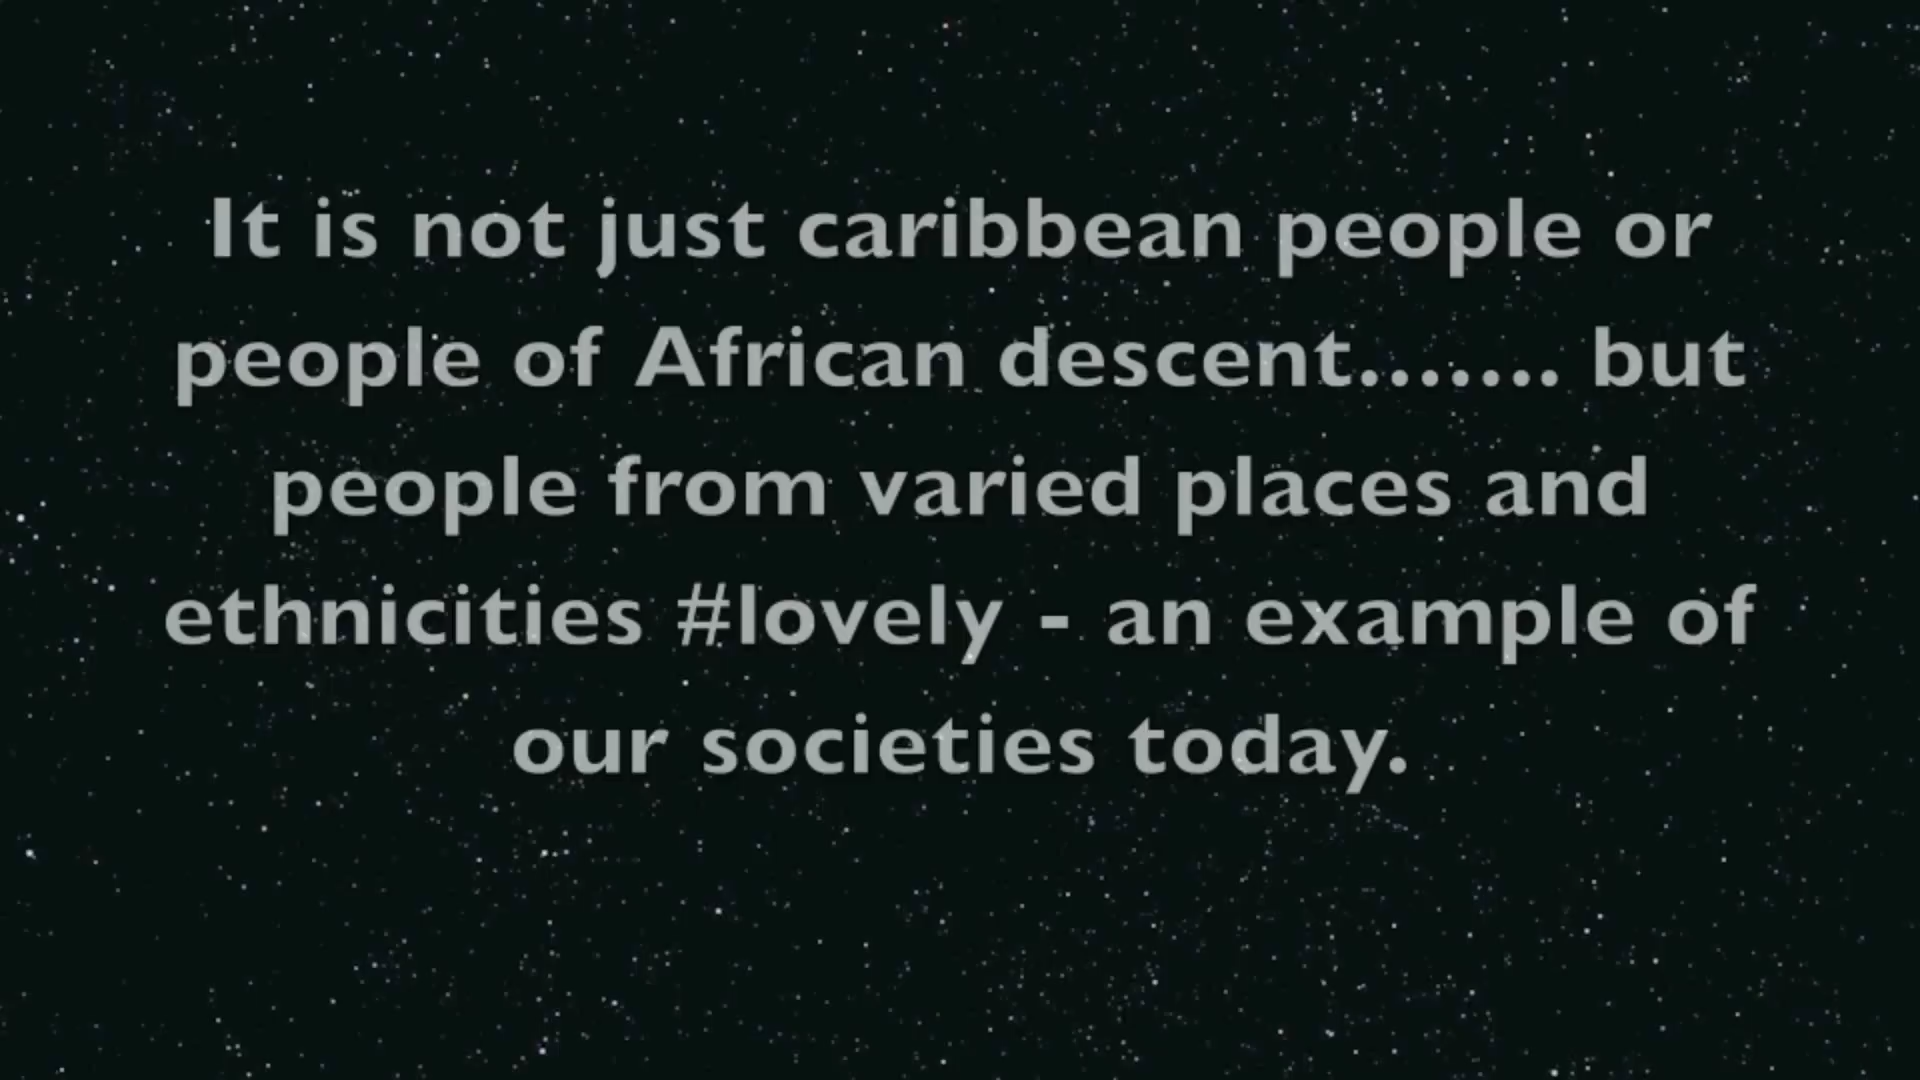 It is not just caribbean people or
people of African descent....... but
people from varied places and
ethnicities #lovely - an example of
our societies today.